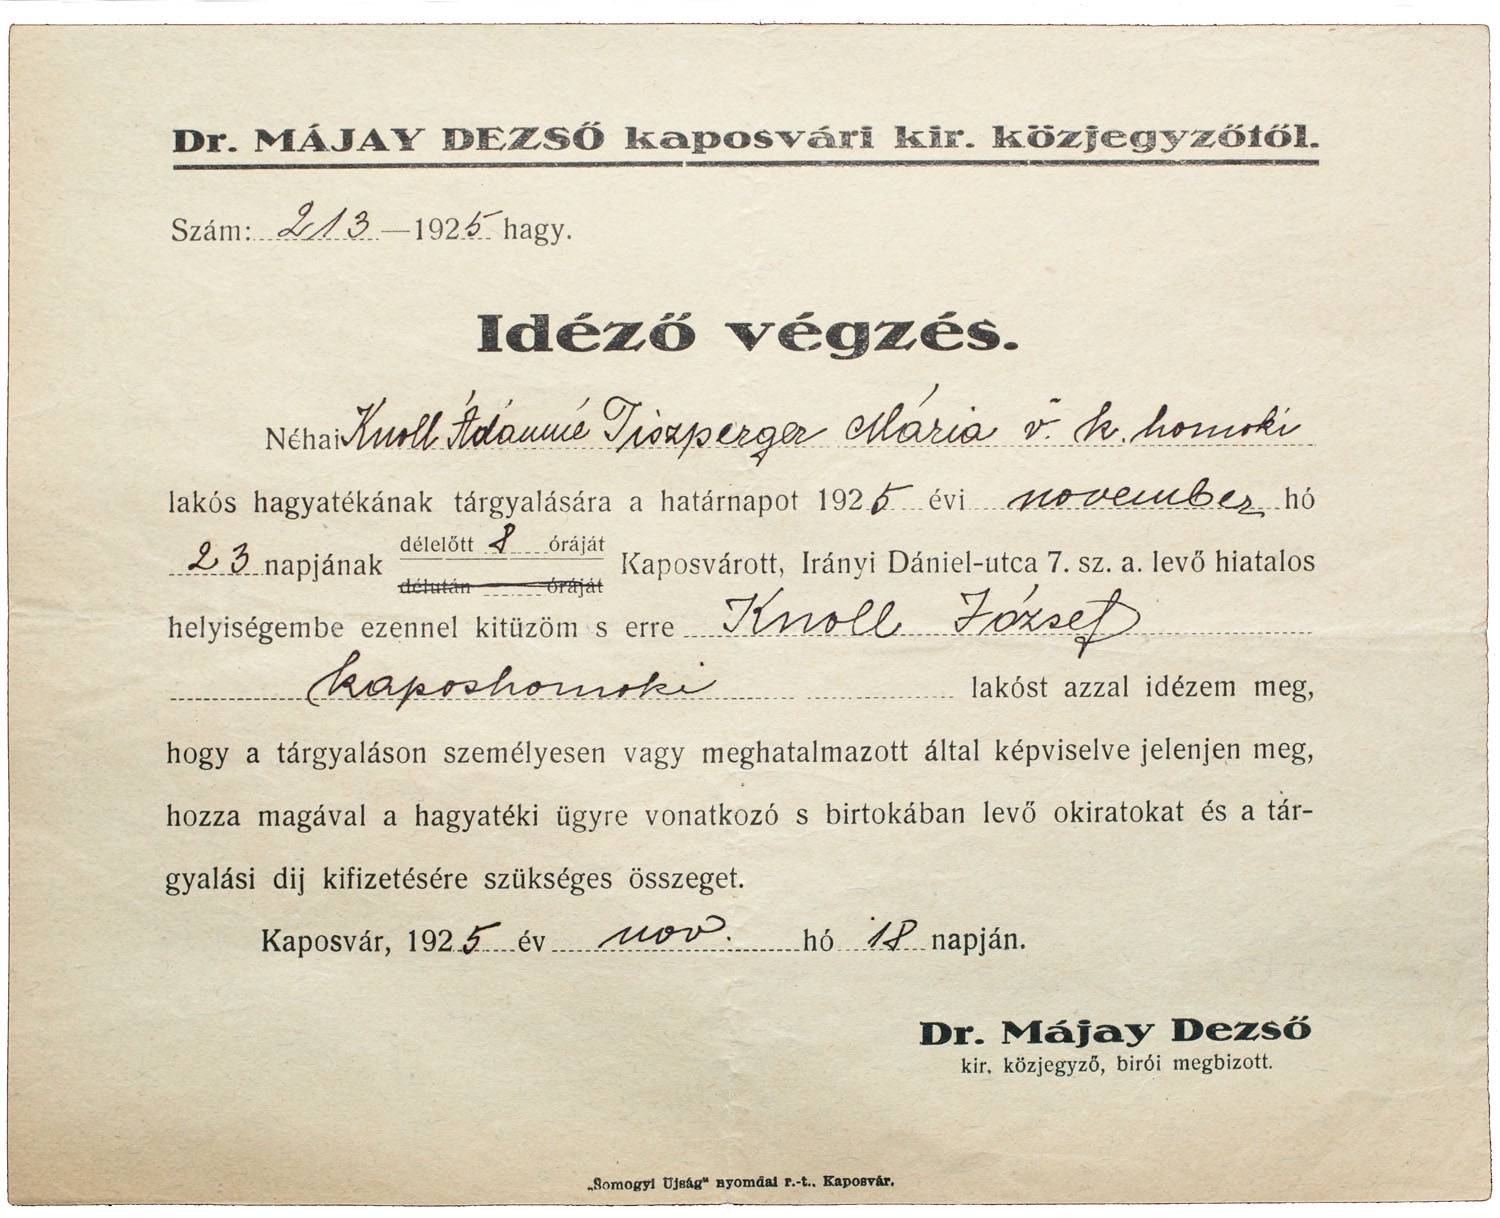 Dr. MÁJAY DEZSŐ kaposvári kir. közjegyzőtől.
Szám: 213 —1925 hagy.
Idéző végzés.
Néhai Knoll Ádámné Tiszperger Mária v. k. homoki
lakós hagyatékának tárgyalására a határnapot 1925 évi november hó
23 napjának délelőtt 8 óráját délután óráját Kaposvárott, Irányi Dániel-utca 7. sz. a. levő hiatalos
helyiségembe ezennel kitüzöm s erre Knoll József
kaposhomoki lakóst azzal idézem meg,
hogy a tárgyaláson személyesen vagy meghatalmazott által képviselve jelenjen meg,
hozza magával a hagyatéki ügyre vonatkozó s birtokában levő okiratokat és a tár-
gyalási dij kifizetésére szükséges összeget.
Kaposvár, 1925 év nov. hó 18 napján.
Dr. Májay Dezső
kir. közjegyző, birói megbizott.
„Somogyi Ujság“ nyomdai r.-t., Kaposvár.